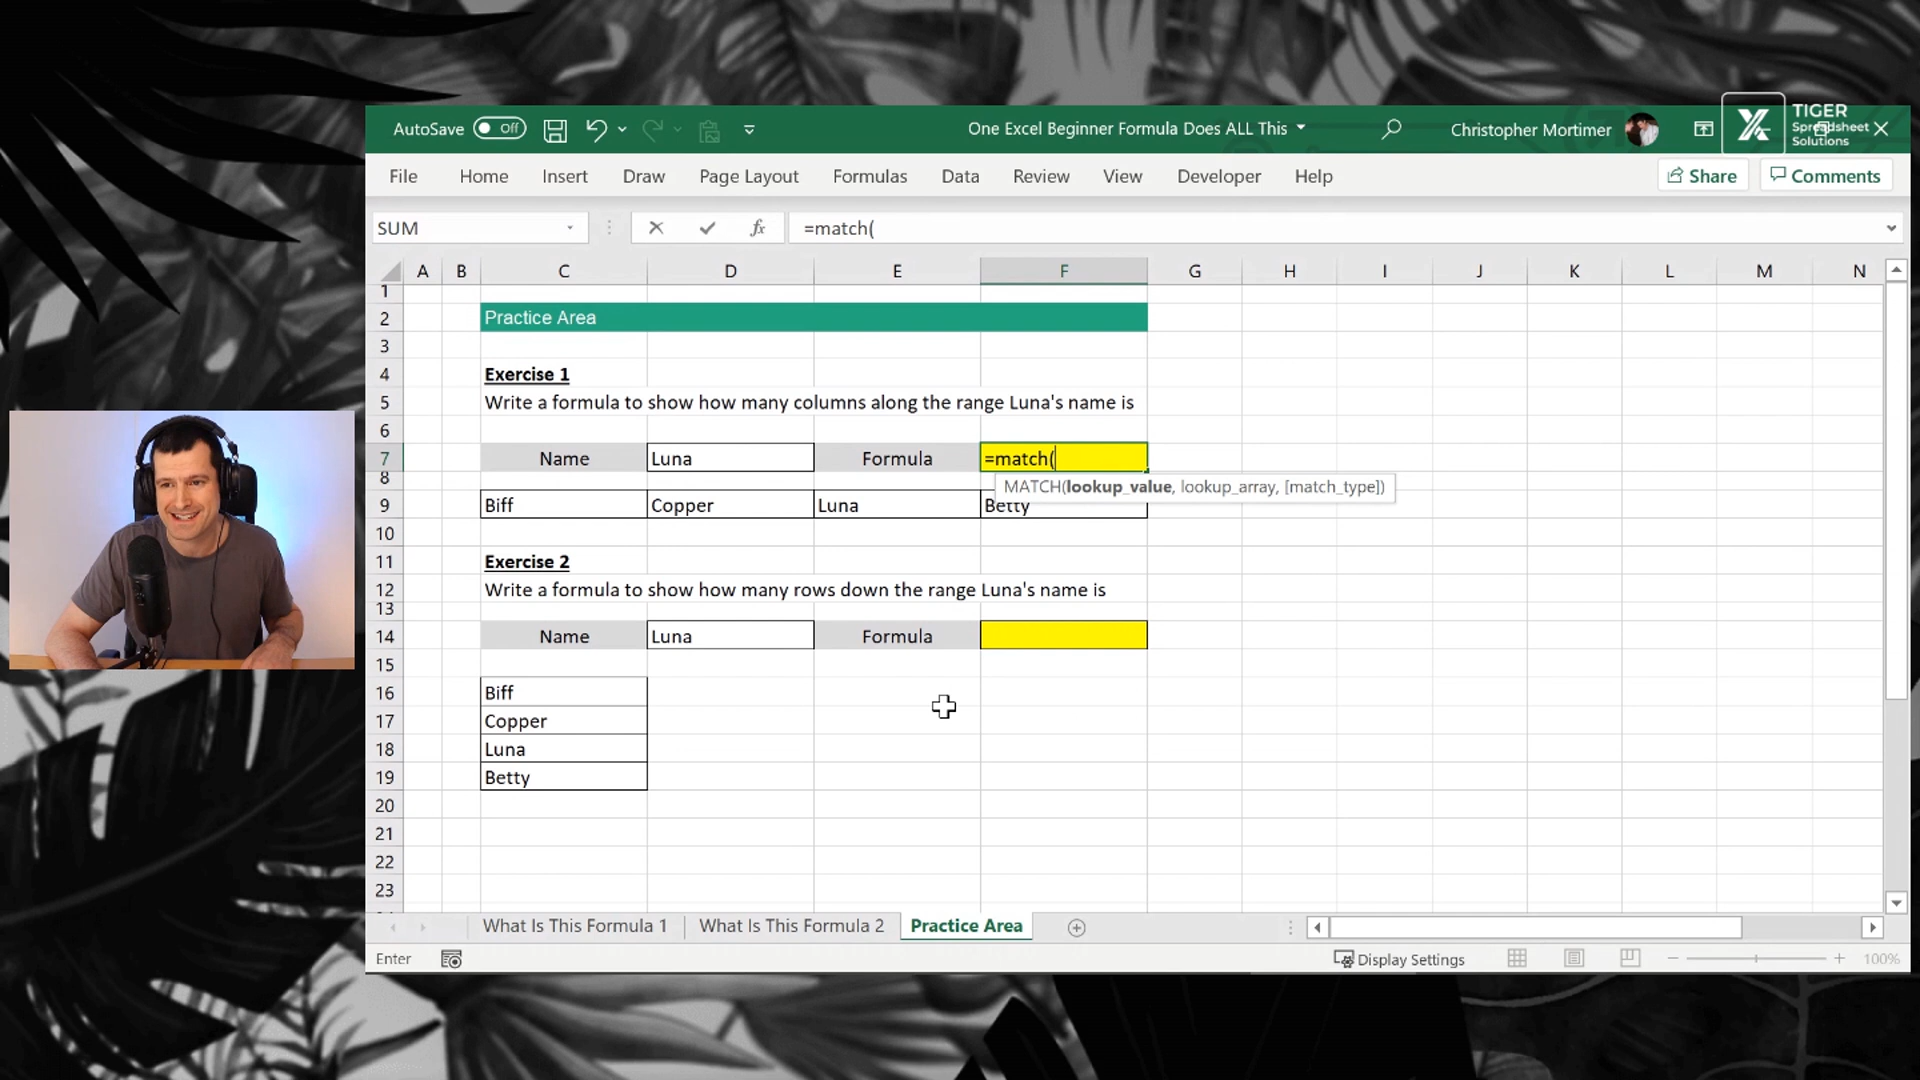 AutoSave Off One Excel Beginner Formula Does ALL This Christopher Mortimer
TIGER
Spreadsheet
Solutions
File Home Insert Draw Page Layout Formulas Data Review View Developer Help Share Comments
SUM fx =match(
A B C D E F G H I J K L M N
1
2 Practice Area
3
4 Exercise 1
5 Write a formula to show how many columns along the range Luna's name is
6
7 Name Luna Formula =match(
MATCH(lookup_value, lookup_array, [match_type])
8
9 Biff Copper Luna Betty
10
11 Exercise 2
12 Write a formula to show how many rows down the range Luna's name is
13
14 Name Luna Formula
15
16 Biff
17 Copper
18 Luna
19 Betty
20
21
22
23
What Is This Formula 1 What Is This Formula 2 Practice Area
Enter Display Settings 100%